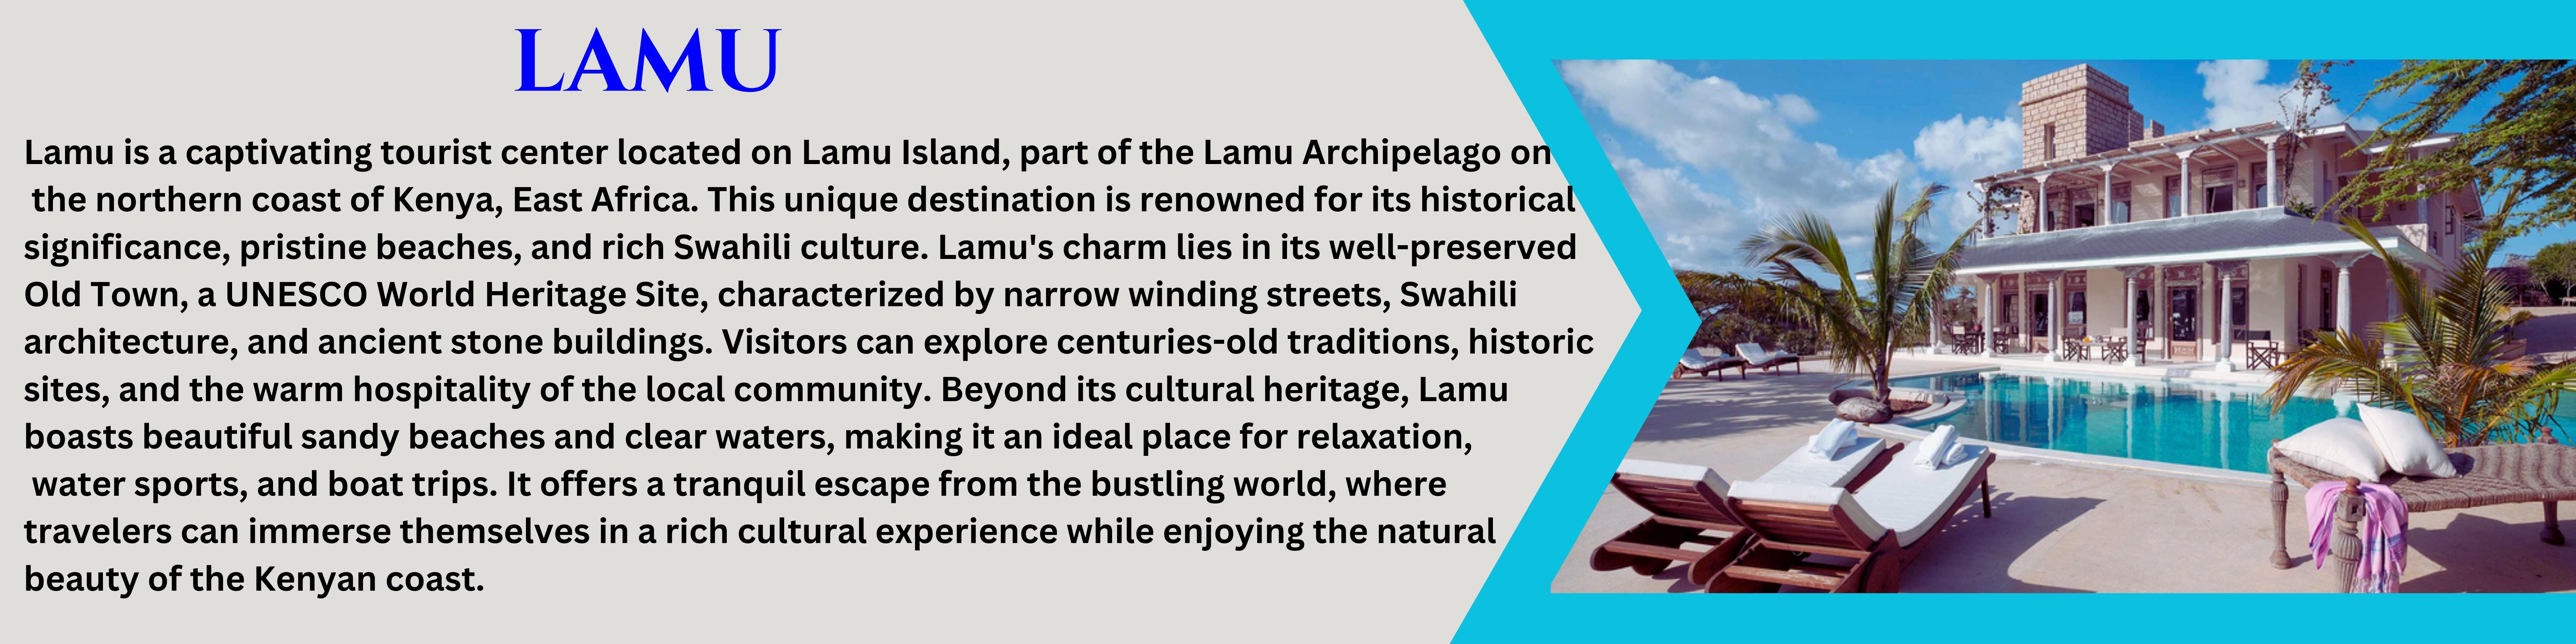 LAMU
Lamu is a captivating tourist center located on Lamu Island, part of the Lamu Archipelago on
the northern coast of Kenya, East Africa. This unique destination is renowned for its historical
significance, pristine beaches, and rich Swahili culture. Lamu's charm lies in its well-preserved
Old Town, a UNESCO World Heritage Site, characterized by narrow winding streets, Swahili
architecture, and ancient stone buildings. Visitors can explore centuries-old traditions, historic
sites, and the warm hospitality of the local community. Beyond its cultural heritage, Lamu
boasts beautiful sandy beaches and clear waters, making it an ideal place for relaxation,
water sports, and boat trips. It offers a tranquil escape from the bustling world, where
travelers can immerse themselves in a rich cultural experience while enjoying the natural
beauty of the Kenyan coast.